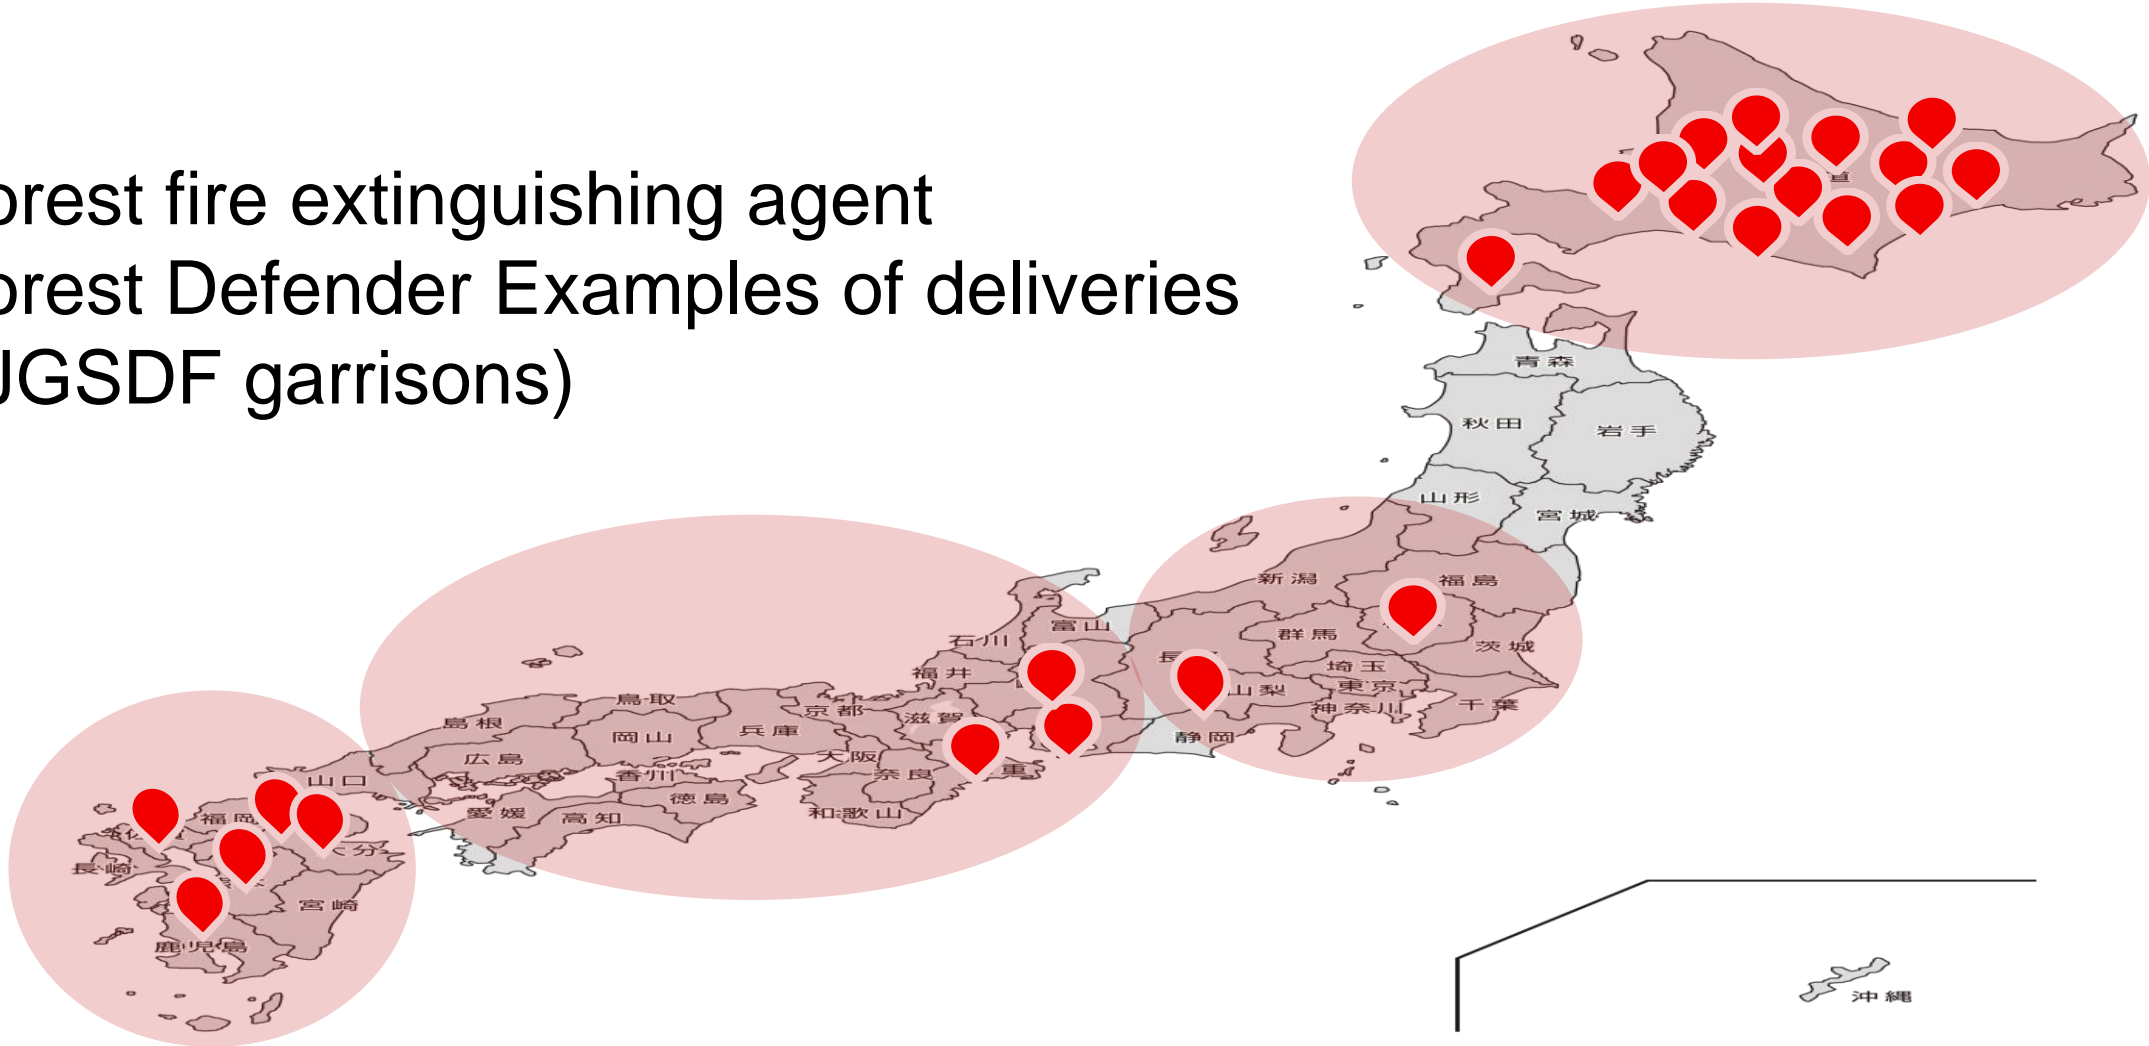 orest fire extinguishing agent
orest Defender Examples of deliveries
JGSDF garrisons)
道
青森
秋田
岩手
山形
宮城
新潟
福島
富山
石川
群馬
茨城
福井
長
埼玉
山梨
東京
千葉
神奈川
鳥取
島根
京都
滋賀
岡山
兵庫
静岡
広島
大阪
奈良
重
山口
香川
徳島
愛媛
高知
和歌山
福岡
分
長崎
宮崎
鹿児島
沖縄